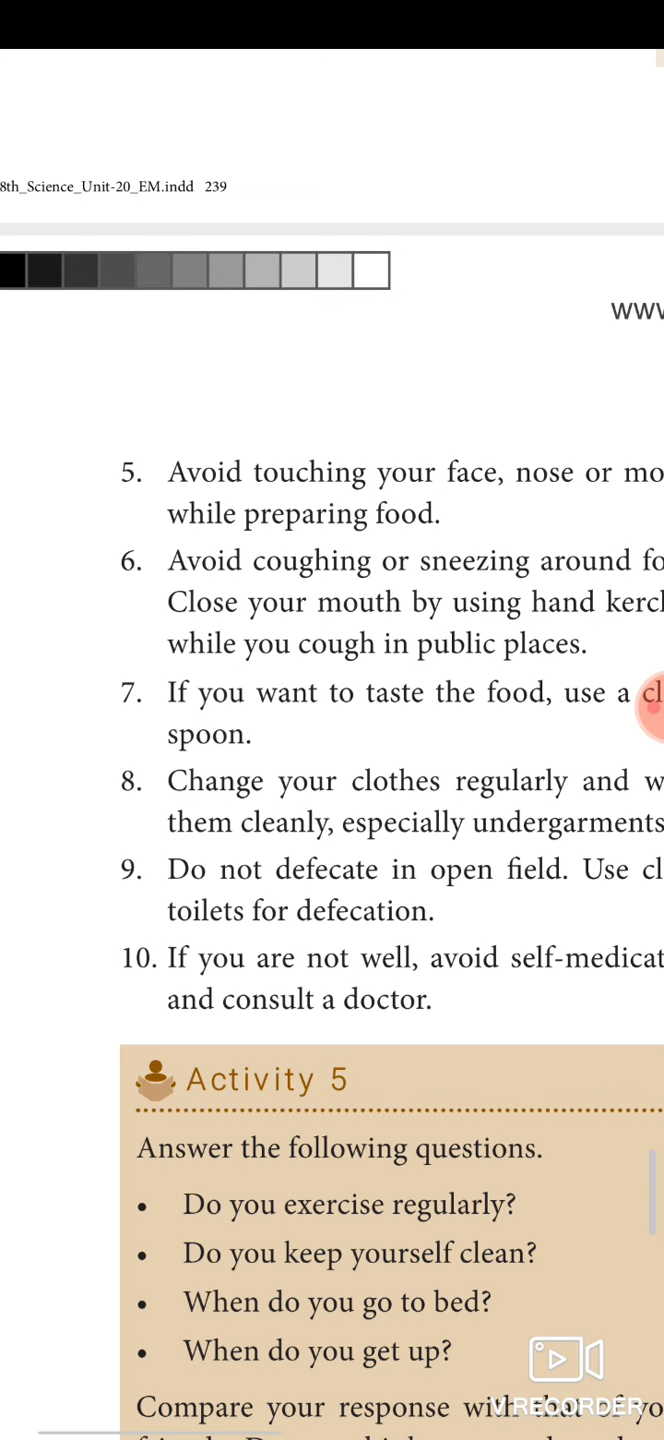 8th_Science_Unit-20_EM.indd 239
5. Avoid touching your face, nose or
while preparing food.
6. Avoid coughing or sneezing around
Close your mouth by using hand
while you cough in public places.
7. If you want to taste the food, use a
spoon.
8. Change your clothes regularly and
them cleanly, especially undergarments
9. Do not defecate in open field. Use
toilets for defecation.
10. If you are not well, avoid
and consult a doctor.
Activity 5
Answer the following questions.
• Do you exercise regularly?
• Do you keep yourself clean?
• When do you go to bed?
• When do you get up?
Compare your response with that of
V RECORDER